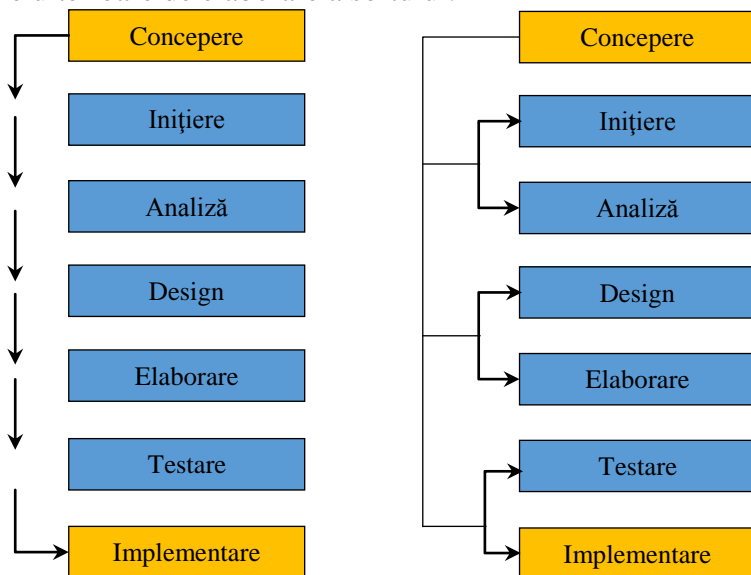 Concepere
Iniţiere
Analiză
Design
Elaborare
Testare
Implementare
Concepere
Iniţiere
Analiză
Design
Elaborare
Testare
Implementare